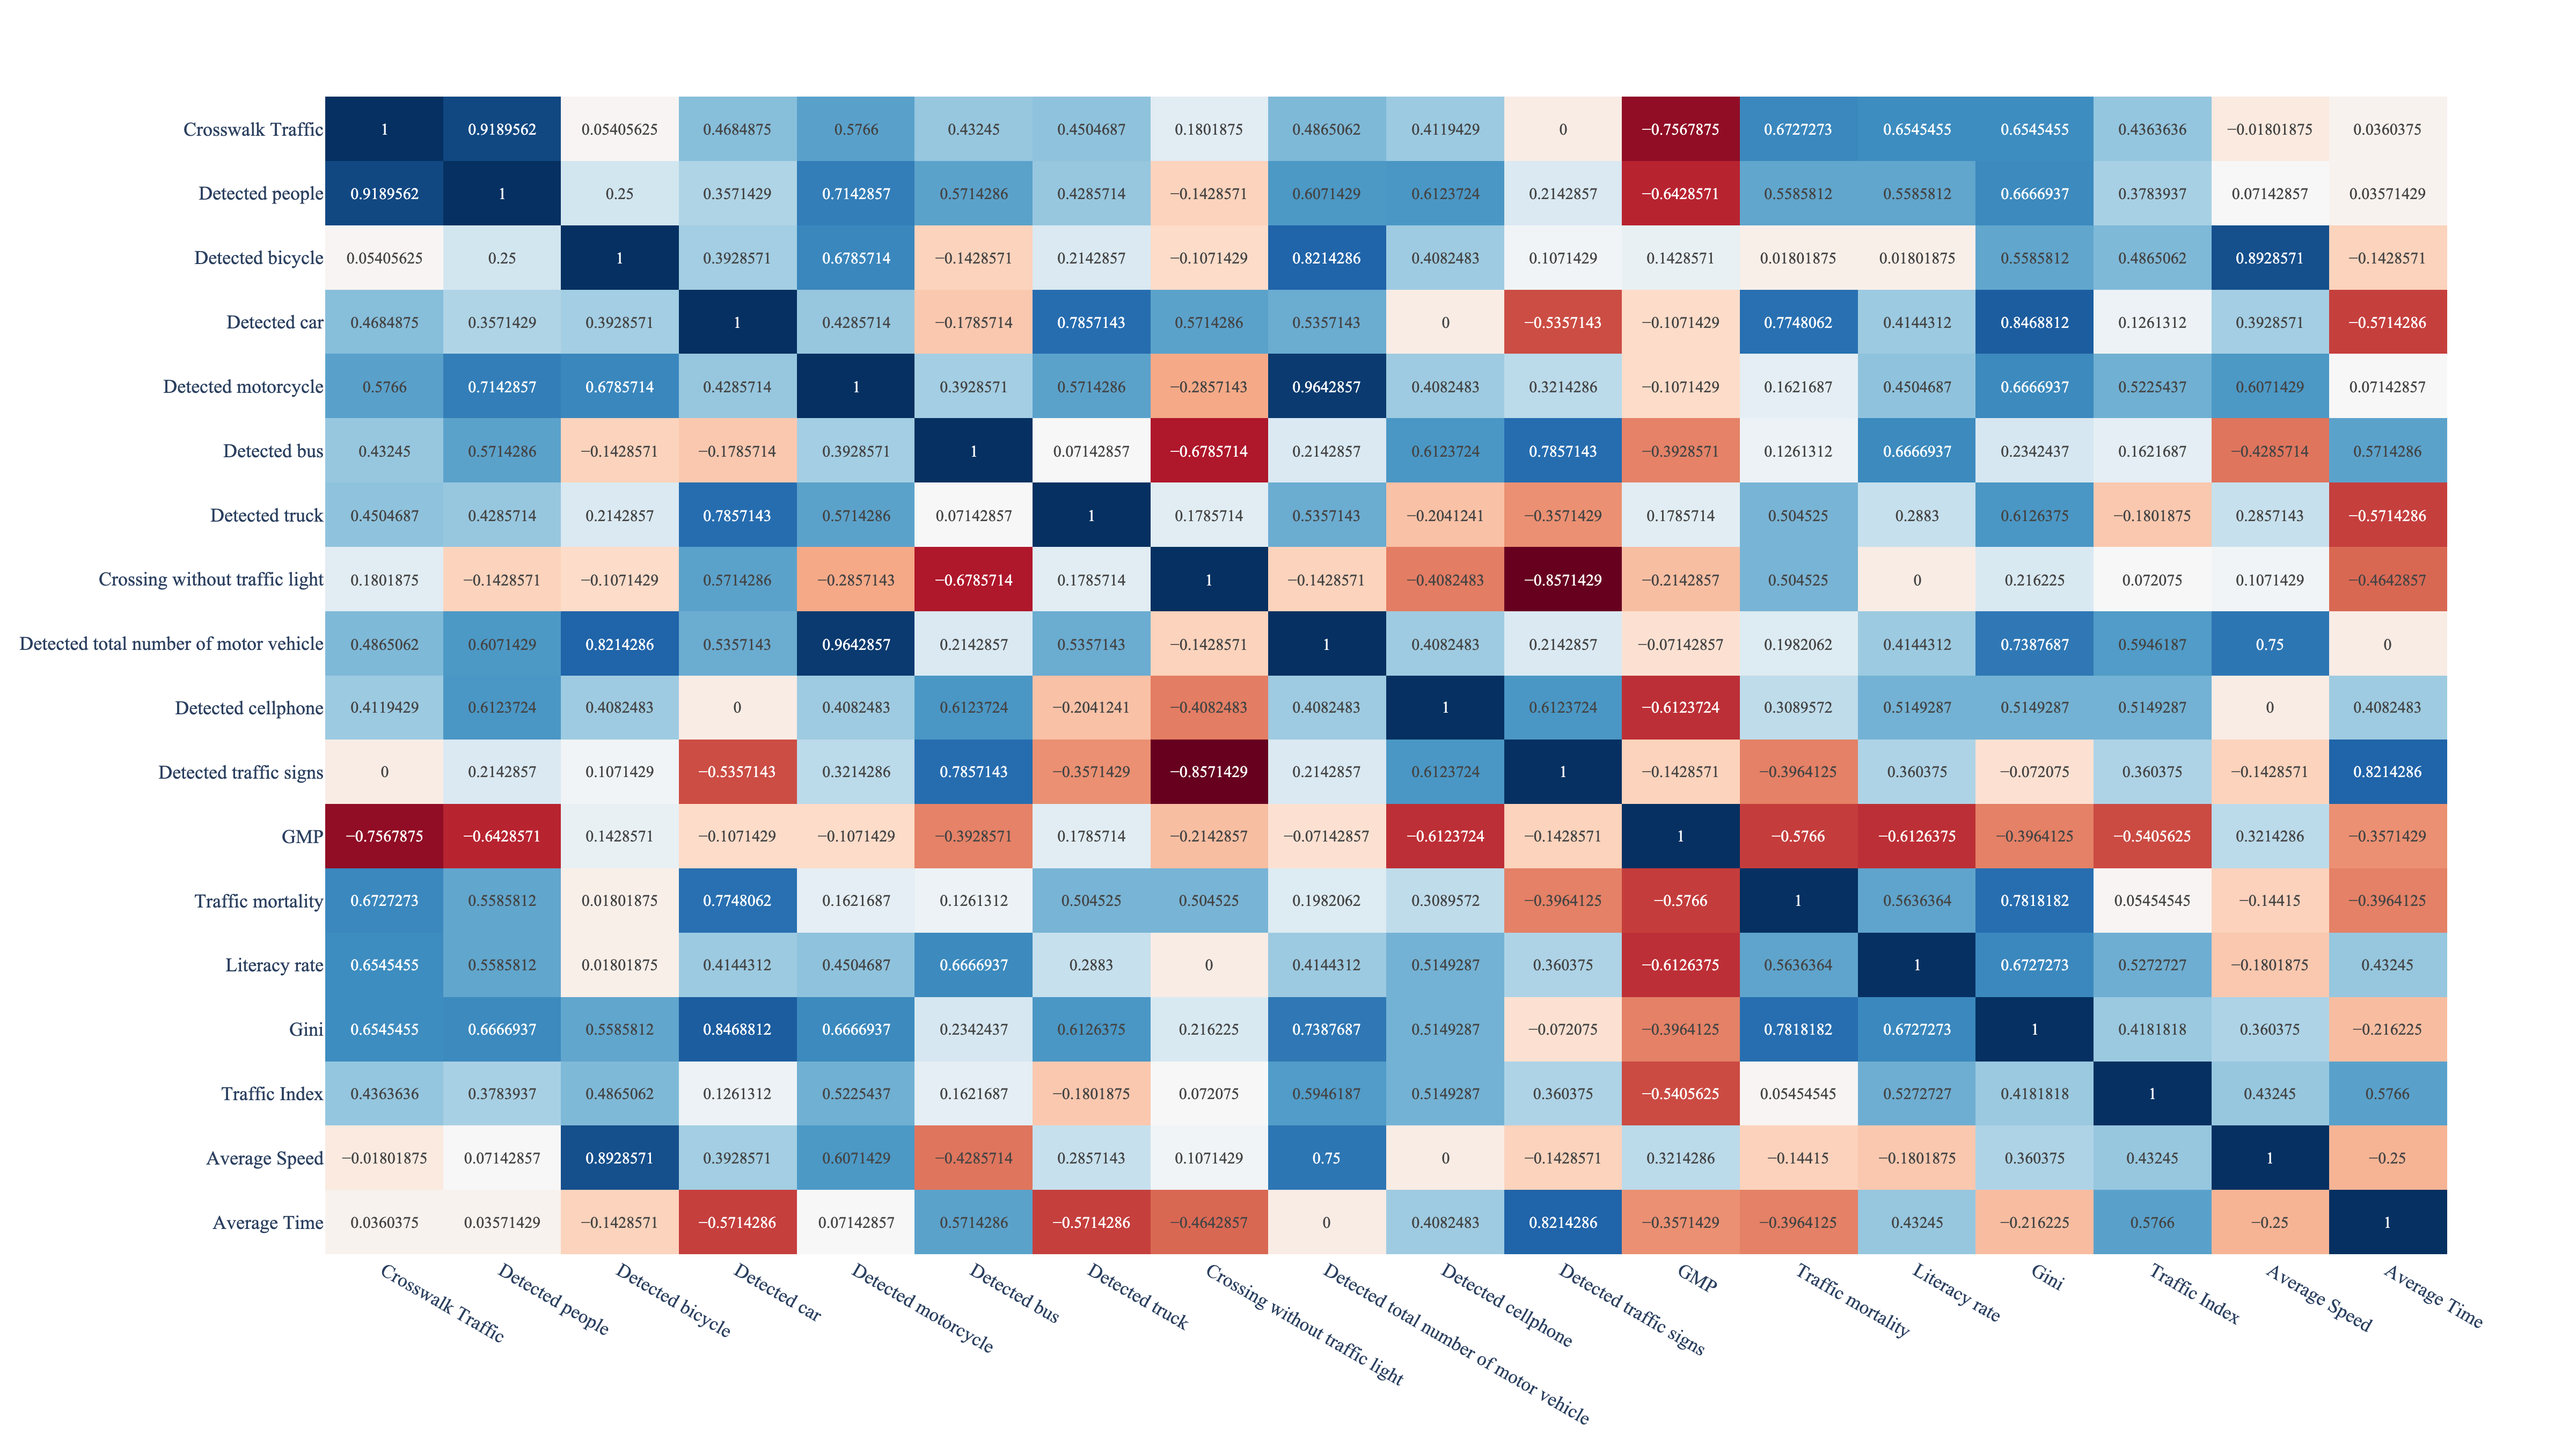 Crosswalk Traffic 1 0.9189562 0.05405625 0.4684875 0.5766 0.43245 0.4504687 0.1801875 0.4865062 0.4119429 0 −0.7567875 0.6727273 0.6545455 0.6545455 0.4363636 −0.01801875 0.0360375
Detected people 0.9189562 1 0.25 0.3571429 0.7142857 0.5714286 0.4285714 −0.1428571 0.6071429 0.6123724 0.2142857 −0.6428571 0.5585812 0.5585812 0.6666937 0.3783937 0.07142857 0.03571429
Detected bicycle 0.05405625 0.25 1 0.3928571 0.6785714 −0.1428571 0.2142857 −0.1071429 0.8214286 0.4082483 0.1071429 0.1428571 0.01801875 0.01801875 0.5585812 0.4865062 0.8928571 −0.1428571
Detected car 0.4684875 0.3571429 0.3928571 1 0.4285714 −0.1785714 0.7857143 0.5714286 0.5357143 0 −0.5357143 −0.1071429 0.7748062 0.4144312 0.8468812 0.1261312 0.3928571 −0.5714286
Detected motorcycle 0.5766 0.7142857 0.6785714 0.4285714 1 0.3928571 0.5714286 −0.2857143 0.9642857 0.4082483 0.3214286 −0.1071429 0.1621687 0.4504687 0.6666937 0.5225437 0.6071429 0.07142857
Detected bus 0.43245 0.5714286 −0.1428571 −0.1785714 0.3928571 1 0.07142857 −0.6785714 0.2142857 0.6123724 0.7857143 −0.3928571 0.1261312 0.6666937 0.2342437 0.1621687 −0.4285714 0.5714286
Detected truck 0.4504687 0.4285714 0.2142857 0.7857143 0.5714286 0.07142857 1 0.1785714 0.5357143 −0.2041241 −0.3571429 0.1785714 0.504525 0.2883 0.6126375 −0.1801875 0.2857143 −0.5714286
Crossing without traffic light 0.1801875 −0.1428571 −0.1071429 0.5714286 −0.2857143 −0.6785714 0.1785714 1 −0.1428571 −0.4082483 −0.8571429 −0.2142857 0.504525 0 0.216225 0.072075 0.1071429 −0.4642857
Detected total number of motor vehicle 0.4865062 0.6071429 0.8214286 0.5357143 0.9642857 0.2142857 0.5357143 −0.1428571 1 0.4082483 0.2142857 −0.07142857 0.1982062 0.4144312 0.7387687 0.5946187 0.75 0
Detected cellphone 0.4119429 0.6123724 0.4082483 0 0.4082483 0.6123724 −0.2041241 −0.4082483 0.4082483 1 0.6123724 −0.6123724 0.3089572 0.5149287 0.5149287 0.5149287 0 0.4082483
Detected traffic signs 0 0.2142857 0.1071429 −0.5357143 0.3214286 0.7857143 −0.3571429 −0.8571429 0.2142857 0.6123724 1 −0.1428571 −0.3964125 0.360375 −0.072075 0.360375 −0.1428571 0.8214286
GMP −0.7567875 −0.6428571 0.1428571 −0.1071429 −0.1071429 −0.3928571 0.1785714 −0.2142857 −0.07142857 −0.6123724 −0.1428571 1 −0.5766 −0.6126375 −0.3964125 −0.5405625 0.3214286 −0.3571429
Traffic mortality 0.6727273 0.5585812 0.01801875 0.7748062 0.1621687 0.1261312 0.504525 0.504525 0.1982062 0.3089572 −0.3964125 −0.5766 1 0.5636364 0.7818182 0.05454545 −0.14415 −0.3964125
Literacy rate 0.6545455 0.5585812 0.01801875 0.4144312 0.4504687 0.6666937 0.2883 0 0.4144312 0.5149287 0.360375 −0.6126375 0.5636364 1 0.6727273 0.5272727 −0.1801875 0.43245
Gini 0.6545455 0.6666937 0.5585812 0.8468812 0.6666937 0.2342437 0.6126375 0.216225 0.7387687 0.5149287 −0.072075 −0.3964125 0.7818182 0.6727273 1 0.4181818 0.360375 −0.216225
Traffic Index 0.4363636 0.3783937 0.4865062 0.1261312 0.5225437 0.1621687 −0.1801875 0.072075 0.5946187 0.5149287 0.360375 −0.5405625 0.05454545 0.5272727 0.4181818 1 0.43245 0.5766
Average Speed −0.01801875 0.07142857 0.8928571 0.3928571 0.6071429 −0.4285714 0.2857143 0.1071429 0.75 0 −0.1428571 0.3214286 −0.14415 −0.1801875 0.360375 0.43245 1 −0.25
Average Time 0.0360375 0.03571429 −0.1428571 −0.5714286 0.07142857 0.5714286 −0.5714286 −0.4642857 0 0.4082483 0.8214286 −0.3571429 −0.3964125 0.43245 −0.216225 0.5766 −0.25 1
Crosswalk Traffic
Detected people
Detected bicycle
Detected car
Detected motorcycle
Detected bus
Detected truck
Crossing without traffic light
Detected total number of motor vehicle
Detected cellphone
Detected traffic signs
GMP
Traffic mortality
Literacy rate
Gini
Traffic Index
Average Speed
Average Time